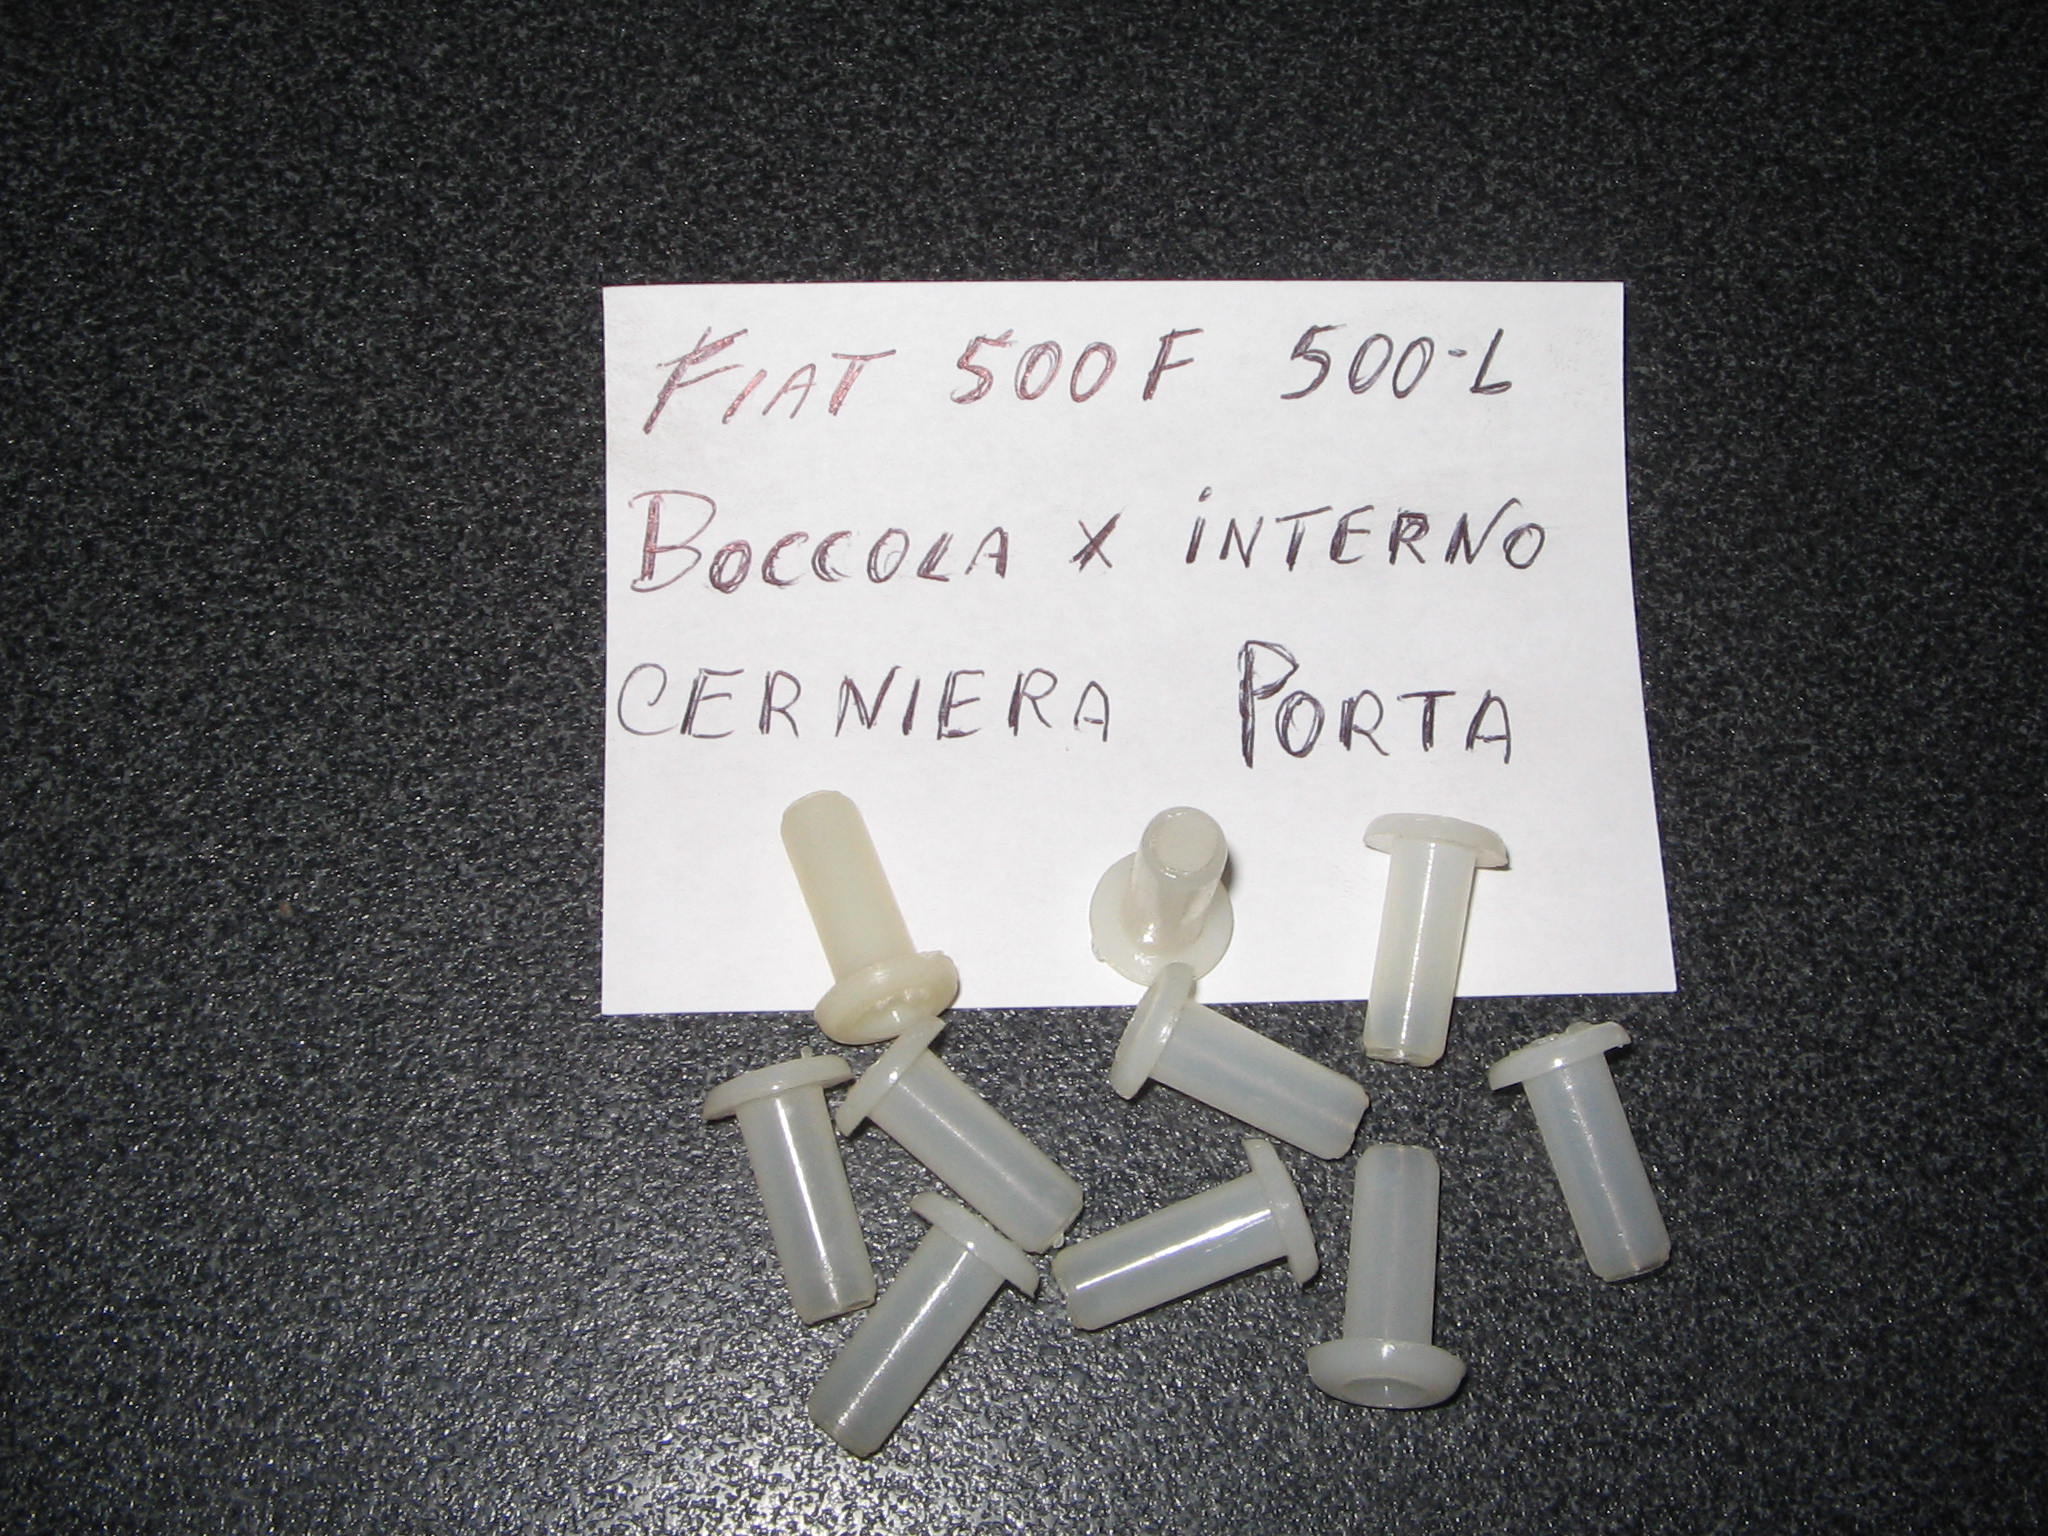 FIAT 500F 500-L
BOCCOLA X INTERNO
CERNIERA PORTA